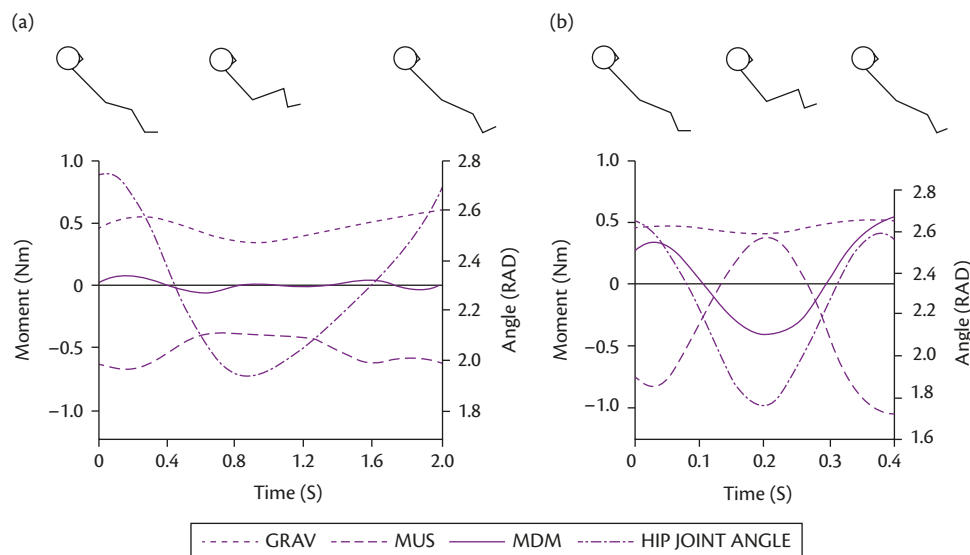 (a) (b)
1.0 2.8 1.0 2.8
0.5 2.6 0.5 2.6
0 2.4 0 2.4
2.2 2.2
−0.5 2.0 −0.5 2.0
−1.0 1.8 −1.0 1.8
1.6
Moment (Nm) Angle (RAD) Moment (Nm) Angle (RAD)
0 0.4 0.8 1.2 1.6 2.0 0 0.1 0.2 0.3 0.4
Time (S) Time (S)
GRAV MUS MDM HIP JOINT ANGLE